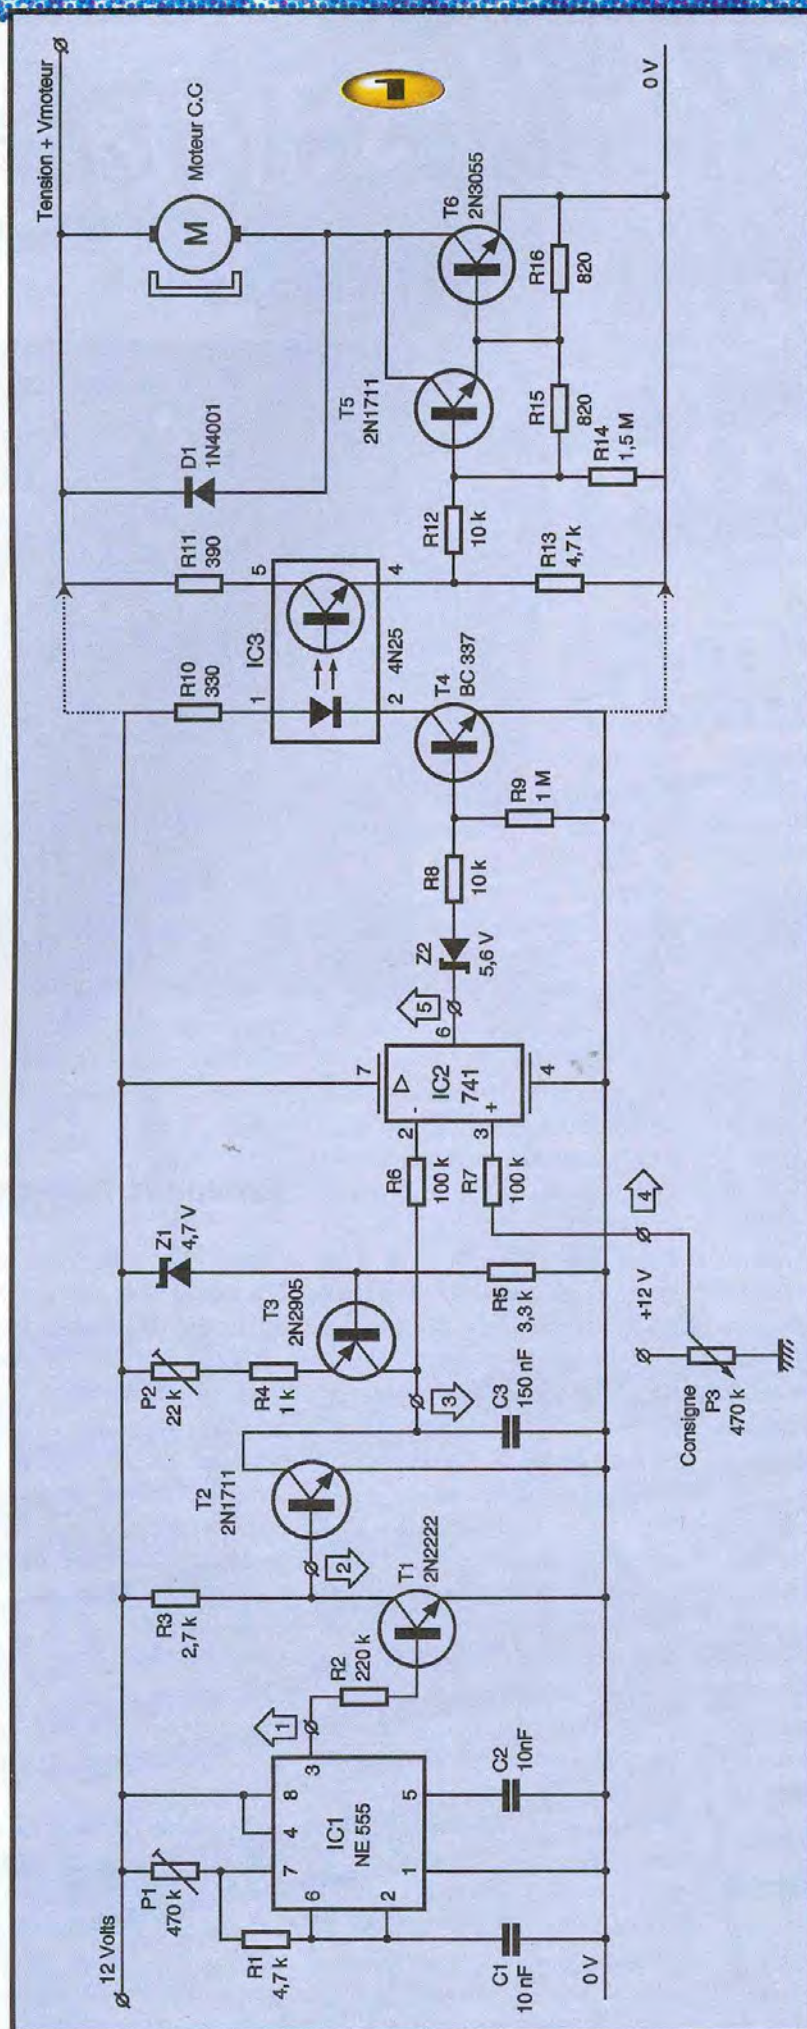 12 Volts
P1
470 k
R1
4,7 k
C1
10 nF
0 V
IC1
NE 555
7
4
8
6
2
3
1
5
C2
10nF
1
R2
220 k
T1
2N2222
R3
2,7 k
2
T2
2N1711
P2
22 k
R4
1 k
T3
2N2905
3
C3
150 nF
Z1
4,7 V
R5
3,3 k
R6
100 k
R7
100 k
2
-
3
+
7
IC2
741
4
6
5
4
+12 V
Consigne
P3
470 k
Z2
5,6 V
R8
10 k
R9
1 M
T4
BC 337
R10
330
R11
390
1
5
IC3
2
4
4N25
R12
10 k
R13
4,7 k
D1
1N4001
T5
2N1711
R14
1,5 M
R15
820
R16
820
T6
2N3055
M
Moteur C.C
Tension + Vmoteur
0 V
1